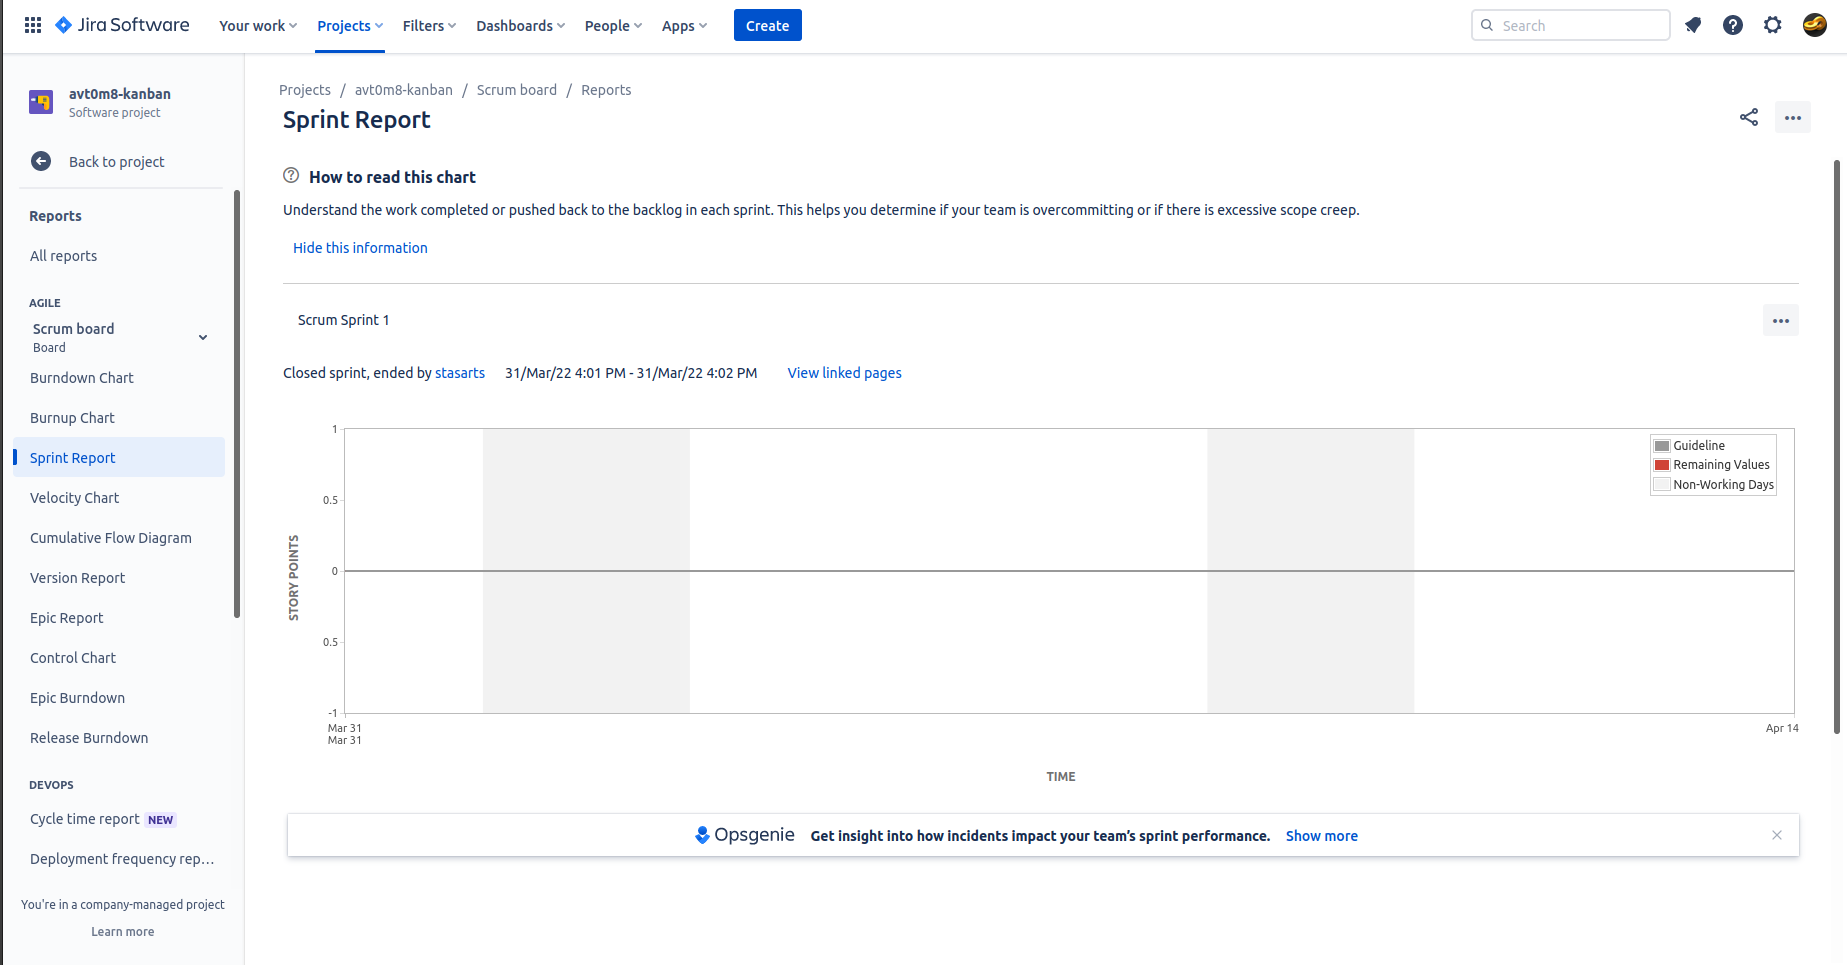 Jira Software Your work Projects Filters Dashboards People Apps Create Search
avt0m8-kanban
Software project
Back to project
Reports
All reports
AGILE
Scrum board
Board
Burndown Chart
Burnup Chart
Sprint Report
Velocity Chart
Cumulative Flow Diagram
Version Report
Epic Report
Control Chart
Epic Burndown
Release Burndown
DEVOPS
Cycle time report NEW
Deployment frequency rep...
You're in a company-managed project
Learn more
Projects / avt0m8-kanban / Scrum board / Reports
Sprint Report
How to read this chart
Understand the work completed or pushed back to the backlog in each sprint. This helps you determine if your team is overcommitting or if there is excessive scope creep.
Hide this information
Scrum Sprint 1
Closed sprint, ended by stasarts 31/Mar/22 4:01 PM - 31/Mar/22 4:02 PM View linked pages
STORY POINTS
1
0.5
0
0.5
-1
Guideline
Remaining Values
Non-Working Days
Mar 31 Apr 14
Mar 31
TIME
Opsgenie Get insight into how incidents impact your team's sprint performance. Show more